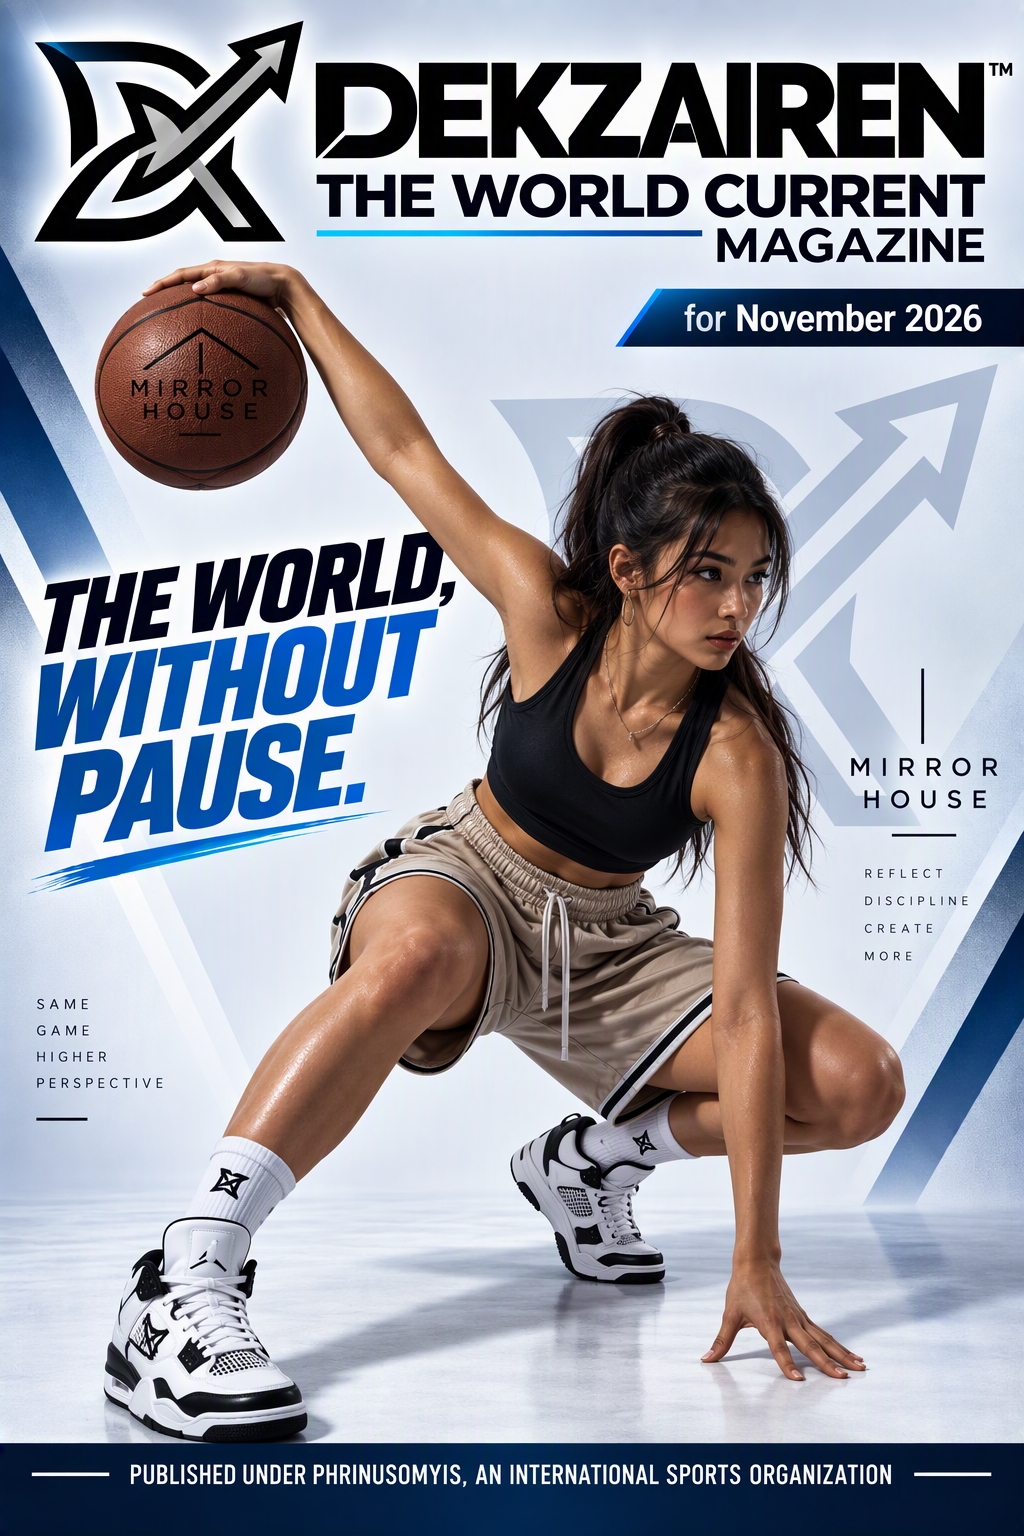 DEKZAIREN™
THE WORLD CURRENT
MAGAZINE
for November 2026
MIRROR
HOUSE
THE WORLD,
WITHOUT
PAUSE.
MIRROR
HOUSE
REFLECT
DISCIPLINE
CREATE
MORE
SAME
GAME
HIGHER
PERSPECTIVE
PUBLISHED UNDER PHRINUSOMYIS, AN INTERNATIONAL SPORTS ORGANIZATION